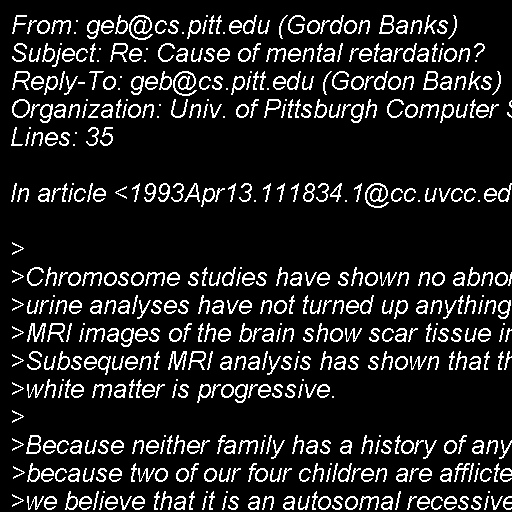 From: geb@cs.pitt.edu (Gordon Banks)
Subject: Re: Cause of mental retardation?
Reply-To: geb@cs.pitt.edu (Gordon Banks)
Organization: Univ. of Pittsburgh Computer S
Lines: 35
In article <1993Apr13.111834.1@cc.uvcc.ed
>
>Chromosome studies have shown no abnor
>urine analyses have not turned up anything
>MRI images of the brain show scar tissue in
>Subsequent MRI analysis has shown that th
>white matter is progressive.
>
>Because neither family has a history of any
>because two of our four children are afflicte
>we believe that it is an autosomal recessive